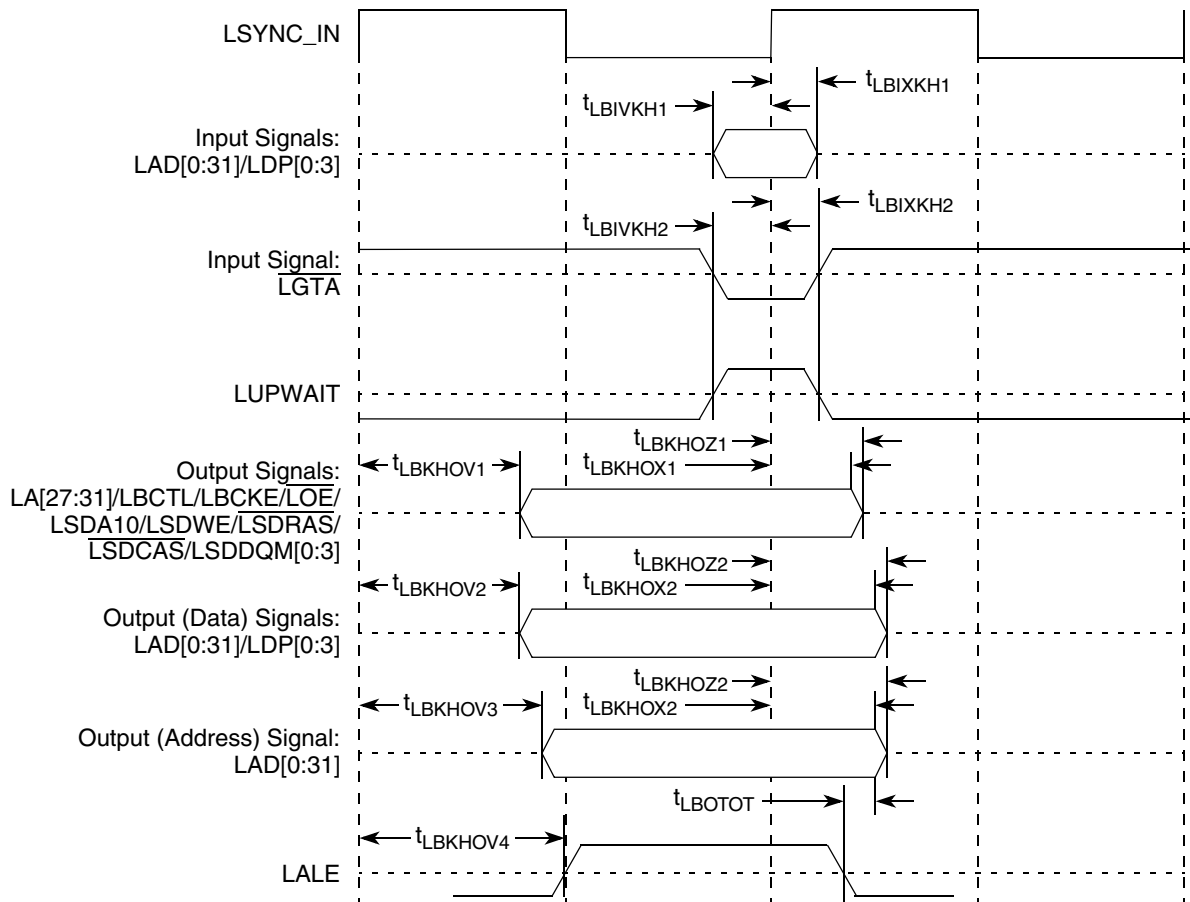 LSYNC_IN
tLBIXKH1
tLBIVKH1
Input Signals:
LAD[0:31]/LDP[0:3]
tLBIXKH2
tLBIVKH2
Input Signal:
LGTA
LUPWAIT
tLBKHOZ1
tLBKHOV1
tLBKHOX1
Output Signals:
LA[27:31]/LBCTL/LBCKE/LOE/
LSDA10/LSDWE/LSDRAS/
LSDCAS/LSDDQM[0:3]
tLBKHOZ2
tLBKHOV2
tLBKHOX2
Output (Data) Signals:
LAD[0:31]/LDP[0:3]
tLBKHOZ2
tLBKHOV3
tLBKHOX2
Output (Address) Signal:
LAD[0:31]
tLBOTOT
tLBKHOV4
LALE